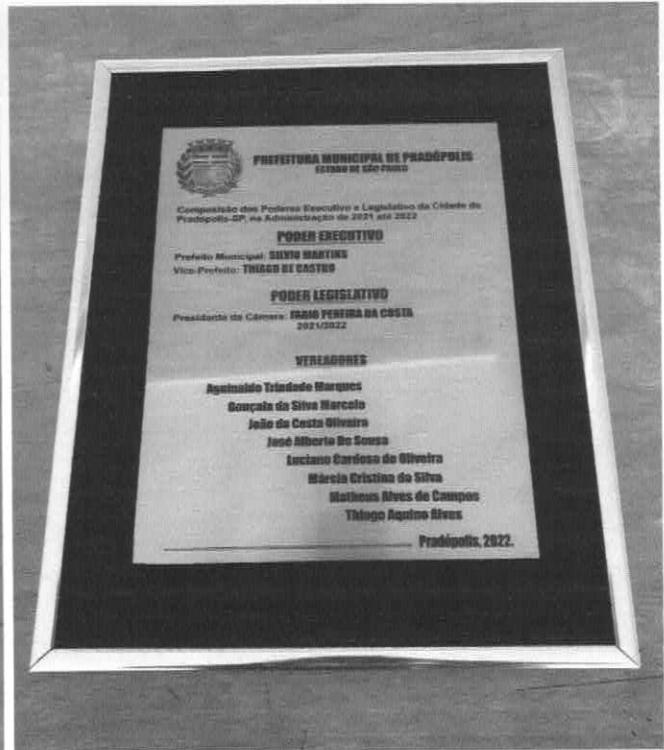 PREFEITURA MUNICIPAL DE PRADÓPOLIS
ESTADO DE SÃO PAULO
Composição dos Poderes Executivo e Legislativo da Cidade de
Pradópolis-SP, na Administração de 2021 até 2022
PODER EXECUTIVO
Prefeito Municipal: SILVIO MARTINS
Vice-Prefeito: THIAGO DE CASTRO
PODER LEGISLATIVO
Presidente da Câmara: FABIO PEREIRA DA COSTA
2021/2022
VEREADORES
Aguinaldo Trindade Marques
Gonçala da Silva Marcelo
João da Costa Oliveira
José Alberto De Sousa
Luciano Cardoso de Oliveira
Márcia Cristina da Silva
Matheus Alves de Campos
Thiago Aquino Alves
Pradópolis, 2022.